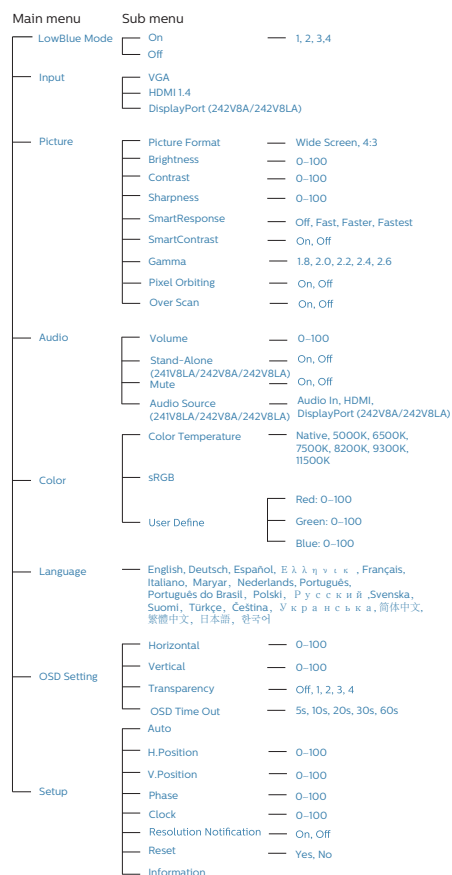 Main menu Sub menu
LowBlue Mode On 1, 2, 3,4
Off
Input VGA
HDMI 1.4
DisplayPort (242V8A/242V8LA)
Picture Picture Format Wide Screen, 4:3
Brightness 0–100
Contrast 0–100
Sharpness 0–100
SmartResponse Off, Fast, Faster, Fastest
SmartContrast On, Off
Gamma 1.8, 2.0, 2.2, 2.4, 2.6
Pixel Orbiting On, Off
Over Scan On, Off
Audio Volume 0–100
Stand-Alone On, Off
(241V8LA/242V8A/242V8LA)
Mute On, Off
Audio Source Audio In, HDMI,
(241V8LA/242V8A/242V8LA) DisplayPort (242V8A/242V8LA)
Color Temperature Native, 5000K, 6500K,
7500K, 8200K, 9300K,
11500K
Color sRGB
User Define Red: 0–100
Green: 0–100
Blue: 0–100
Language English, Deutsch, Español, Ελληνικ, Français,
Italiano, Maryar, Nederlands, Português,
Português do Brasil, Polski, Русский ,Svenska,
Suomi, Türkçe, Čeština, Українська, 简体中文,
繁體中文, 日本語, 한국어
OSD Setting Horizontal 0–100
Vertical 0–100
Transparency Off, 1, 2, 3, 4
OSD Time Out 5s, 10s, 20s, 30s, 60s
Setup Auto
H.Position 0–100
V.Position 0–100
Phase 0–100
Clock 0–100
Resolution Notification On, Off
Reset Yes, No
Information